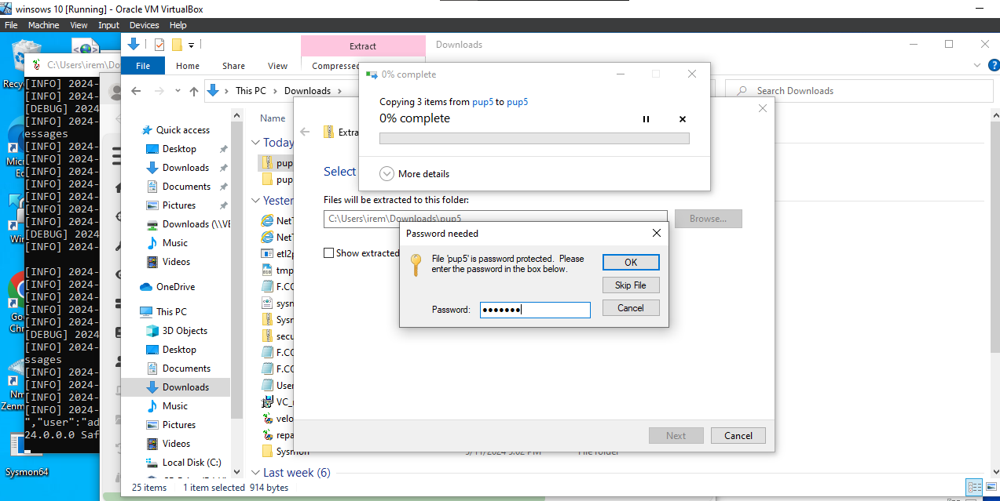 winsows 10 [Running] - Oracle VM VirtualBox
File Machine View Input Devices Help
Extract
Downloads
C:\Users\irem\Do
File Home Share View Compressed
0% complete
This PC > Downloads >
Search Downloads
Copying 3 items from pup5 to pup5
0% complete
More details
[INFO] 2024-
[INFO] 2024-
[DEBUG] 2024
[INFO] 2024-
essages
[INFO] 2024-
[INFO] 2024-
[INFO] 2024-
[INFO] 2024-
[INFO] 2024-
[INFO] 2024-
[INFO] 2024-
[DEBUG] 2024
[INFO] 2024-
[INFO] 2024-
[INFO] 2024-
[INFO] 2024-
[INFO] 2024-
[INFO] 2024-
[DEBUG] 2024
[INFO] 2024-
ssages
[INFO] 2024-
[INFO] 2024-
[INFO] 2024-
[INFO] 2024-
","user":"ad
24.0.0.0 Saf
Recyc
Micr
Ed
Win
Go
Chr
Nm
Zenm
Sysmon64
Quick access
Desktop
Downloads
Documents
Pictures
Downloads (\\VE
Music
Videos
OneDrive
This PC
3D Objects
Desktop
Documents
Downloads
Music
Pictures
Videos
Local Disk (C:)
Name
Today
pup
pup
Yester
NetT
NetT
etl2p
tmp
F.CO
sysn
Sysm
secu
F.CC
F.CC
User
VC_
velo
repa
Sysmon
5/11/2024 5:02 PM File folder
Last week (6)
Extra
Select
Files will be extracted to this folder:
C:\Users\irem\Downloads\pup5
Browse...
Show extracted
Password needed
File 'pup5' is password protected. Please
enter the password in the box below.
Password:
OK
Skip File
Cancel
Next
Cancel
25 items 1 item selected 914 bytes